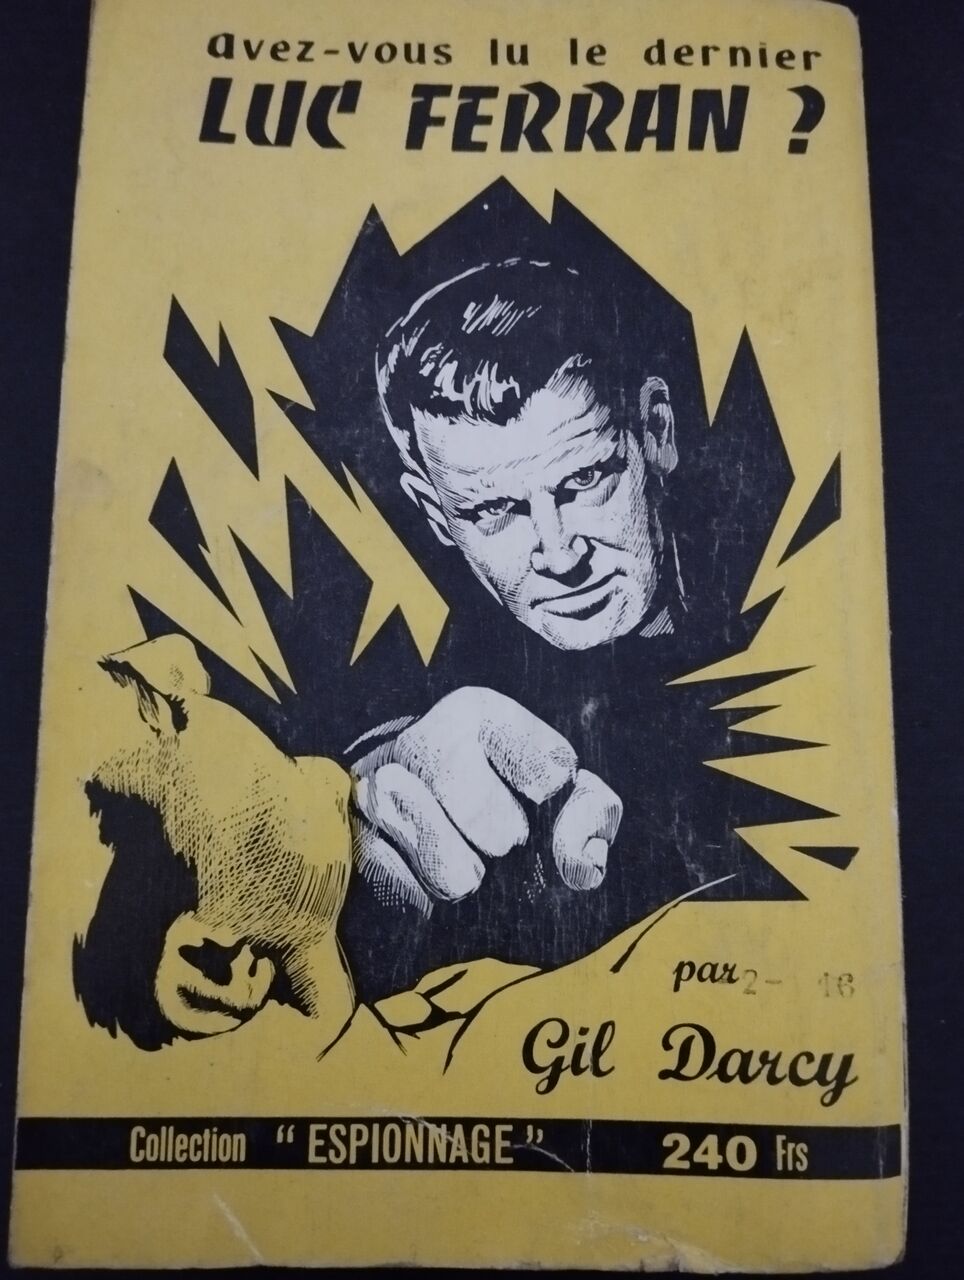 avez-vous lu le dernier
LUC FERRAN ?
par
2- 16
Gil Darcy
Collection " ESPIONNAGE " 240 Frs